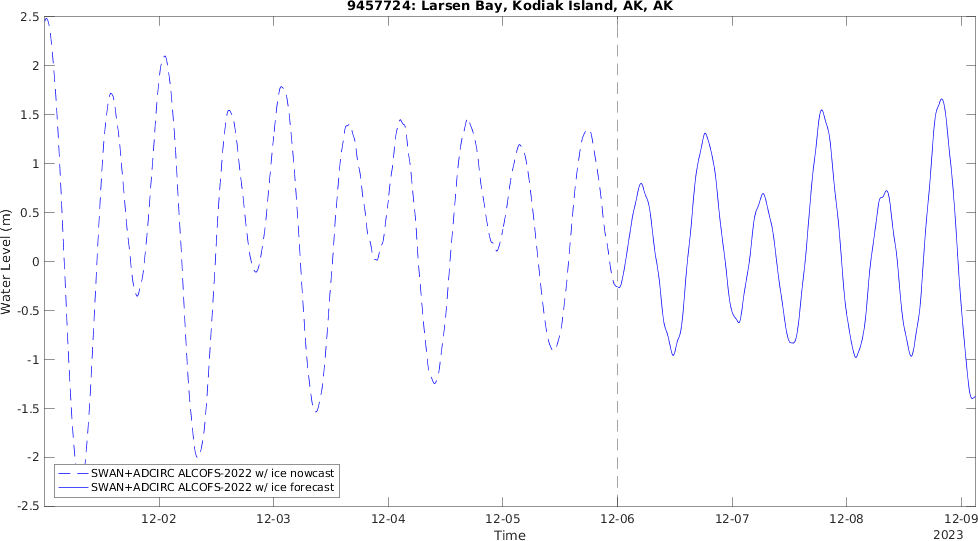 9457724: Larsen Bay, Kodiak Island, AK, AK
2.5
2
1.5
1
0.5
0
-0.5
-1
-1.5
-2
-2.5
Water Level (m)
SWAN+ADCIRC ALCOFS-2022 w/ ice nowcast
SWAN+ADCIRC ALCOFS-2022 w/ ice forecast
12-02 12-03 12-04 12-05 12-06 12-07 12-08 12-09
Time
2023